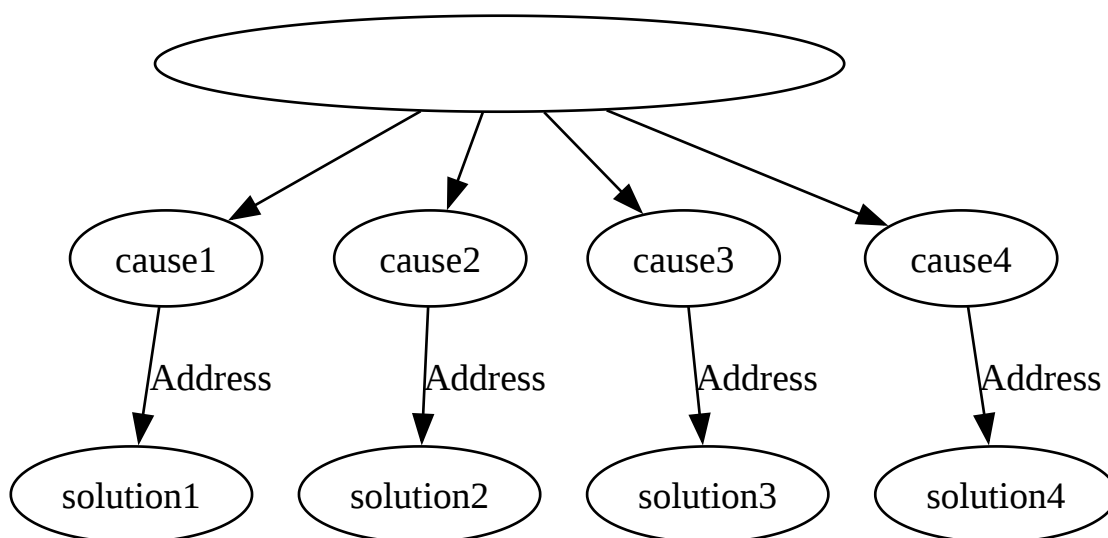 cause1
cause2
cause3
cause4
Address
Address
Address
Address
solution1
solution2
solution3
solution4